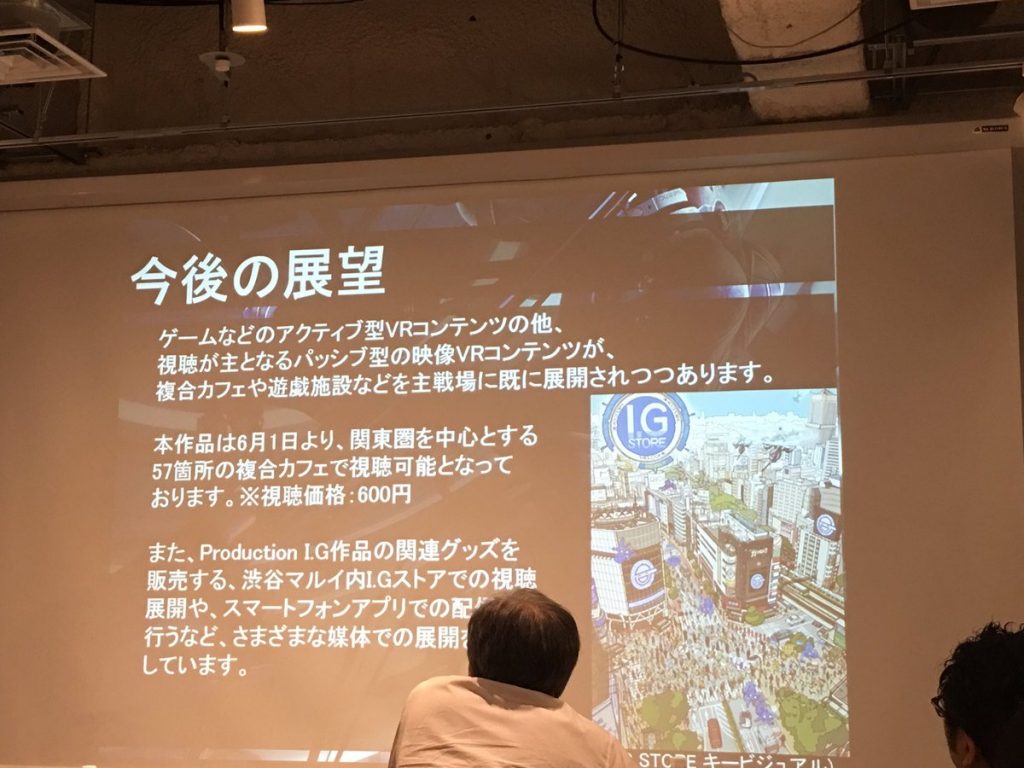 今後の展望
ゲームなどのアクティブ型VRコンテンツの他、
視聴が主となるパッシブ型の映像VRコンテンツが、
複合カフェや遊戯施設などを主戦場に既に展開されつつあります。
本作品は6月1日より、関東圏を中心とする
57箇所の複合カフェで視聴可能となって
おります。※視聴価格：600円
また、Production I.G作品の関連グッズを
販売する、渋谷マルイ内I.Gストアでの視聴
展開や、スマートフォンアプリでの配
行うなど、さまざまな媒体での展開
しています。
I.G
STORE
STORE キービジュアル）